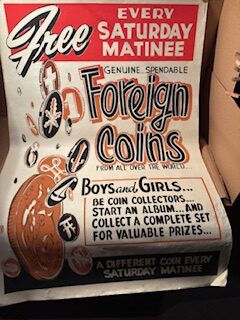 Free EVERY
SATURDAY
MATINEE
GENUINE..SPENDABLE
Foreign
Coins
FROM ALL OVER THE WORLD...
BOYS and GIRLS...
BE COIN COLLECTORS...
START AN ALBUM...AND
COLLECT A COMPLETE SET
FOR VALUABLE PRIZES...
A DIFFERENT COIN EVERY
SATURDAY MATINEE